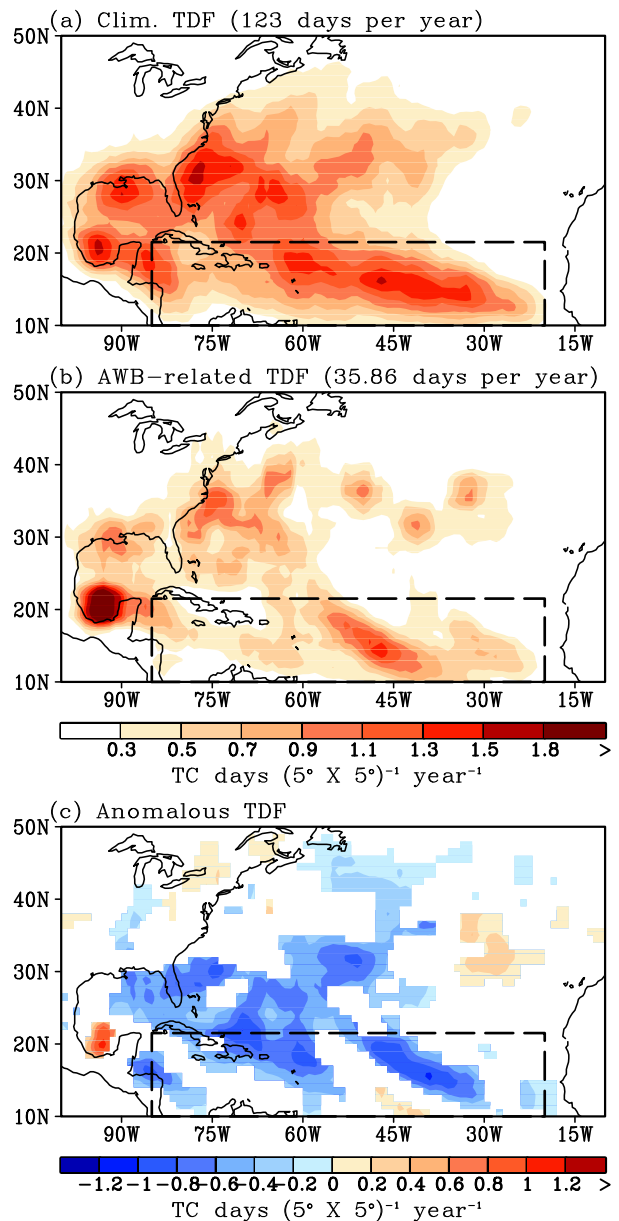 (a) Clim. TDF (123 days per year)
50N
40N
30N
20N
10N
90W 75W 60W 45W 30W 15W
(b) AWB-related TDF (35.86 days per year)
50N
40N
30N
20N
10N
90W 75W 60W 45W 30W 15W
0.3 0.5 0.7 0.9 1.1 1.3 1.5 1.8 >
TC days (5° X 5°)⁻¹ year⁻¹
(c) Anomalous TDF
50N
40N
30N
20N
10N
90W 75W 60W 45W 30W 15W
-1.2 -1 -0.8 -0.6 -0.4 -0.2 0 0.2 0.4 0.6 0.8 1 1.2 >
TC days (5° X 5°)⁻¹ year⁻¹